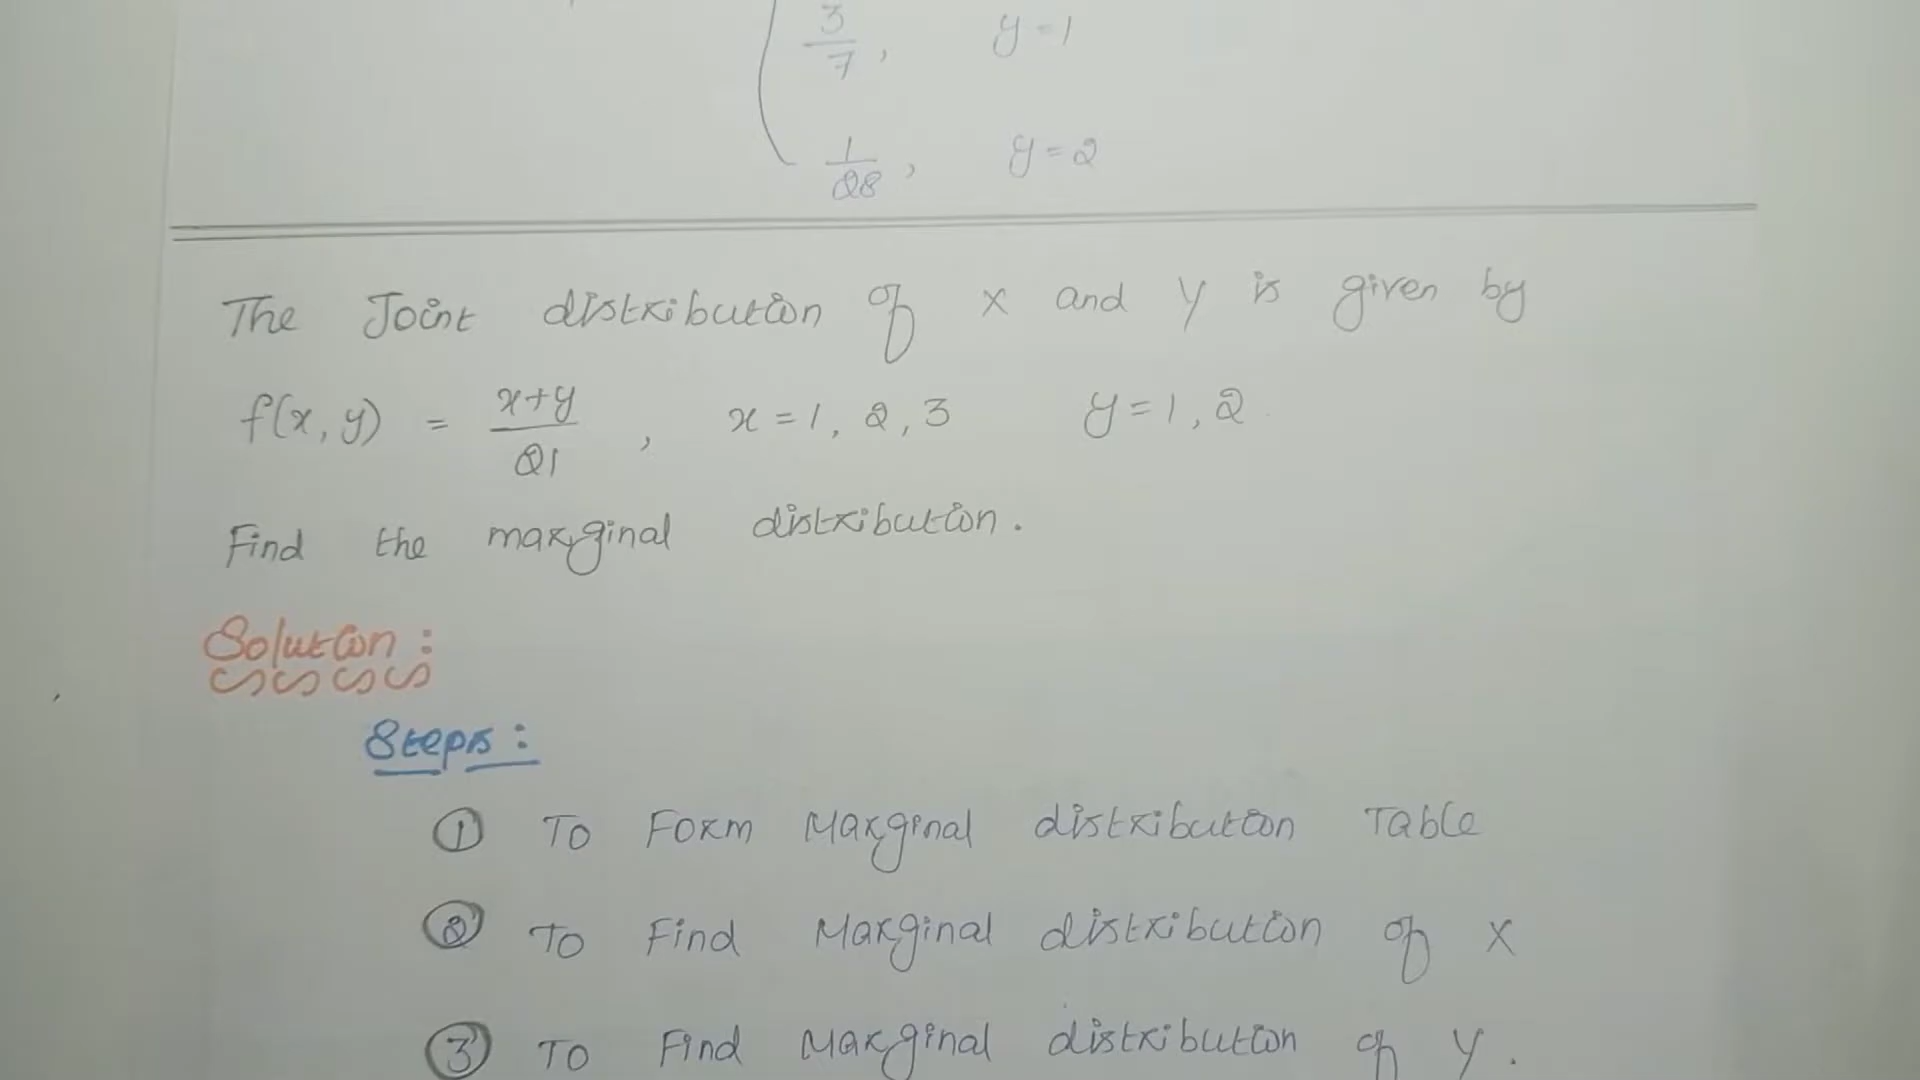 3/7, y=1
1/28, y=2
The Joint distribution of X and Y is given by
f(x, y) = x+y/21, x=1, 2, 3 y=1, 2.
Find the marginal distribution.
Solution:
Steps:
① To Form Marginal distribution Table
② To Find Marginal distribution of X
③ To Find Marginal distribution of Y.